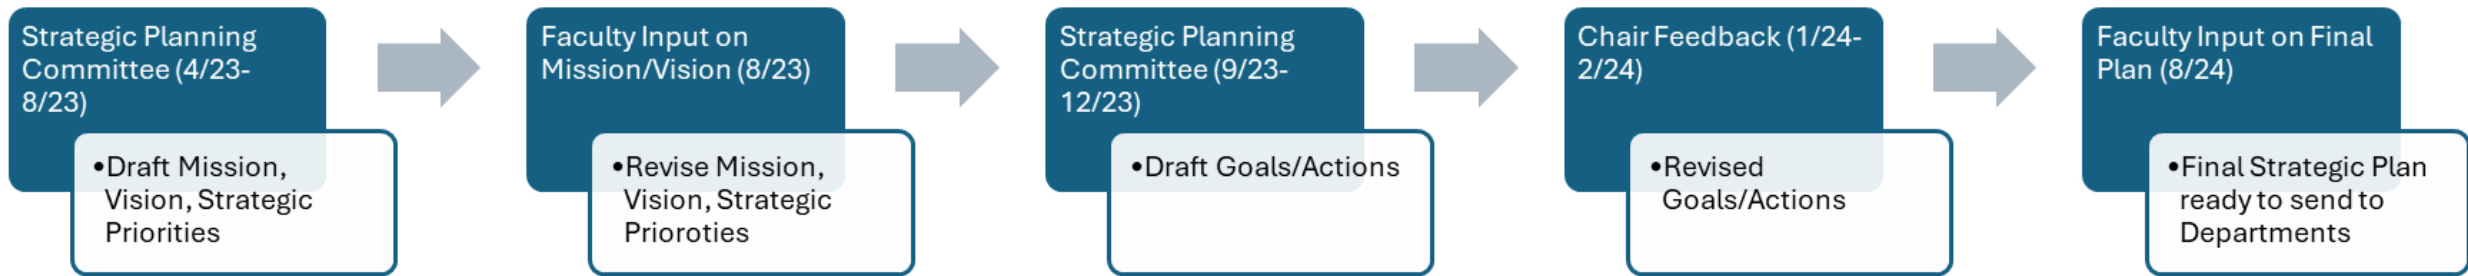 Strategic Planning
Committee (4/23-
8/23)
•Draft Mission,
Vision, Strategic
Priorities
Faculty Input on
Mission/Vision (8/23)
•Revise Mission,
Vision, Strategic
Prioroties
Strategic Planning
Committee (9/23-
12/23)
•Draft Goals/Actions
Chair Feedback (1/24-
2/24)
•Revised
Goals/Actions
Faculty Input on Final
Plan (8/24)
•Final Strategic Plan
ready to send to
Departments